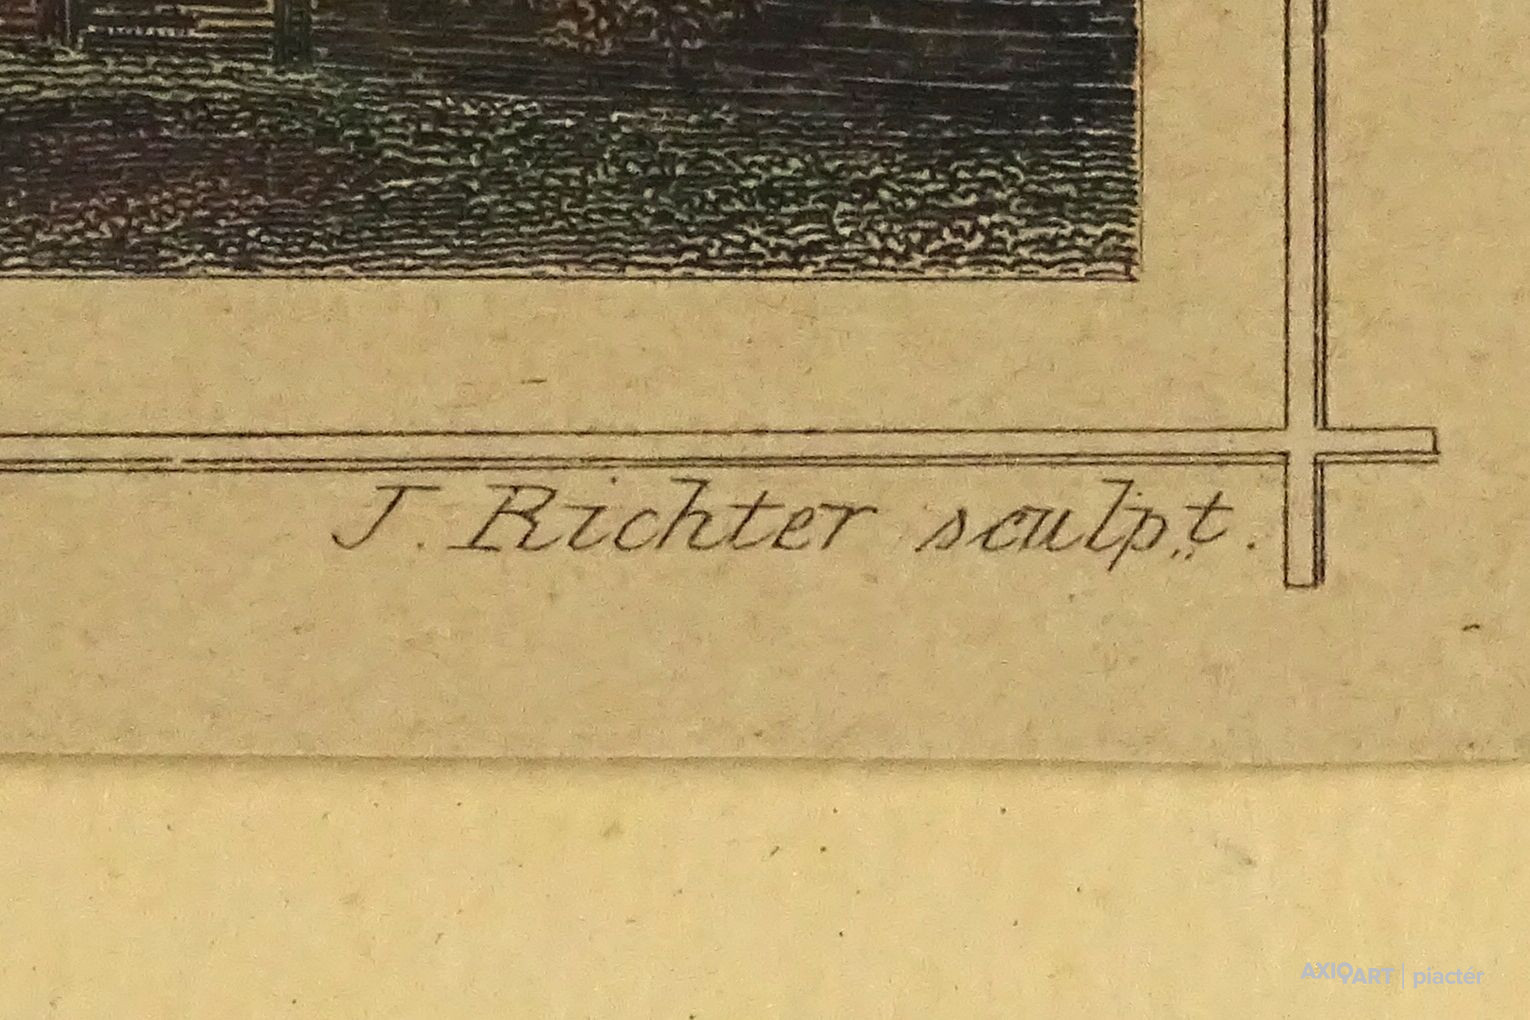 J. Richter sculp,,t.
AXIOART | piactér